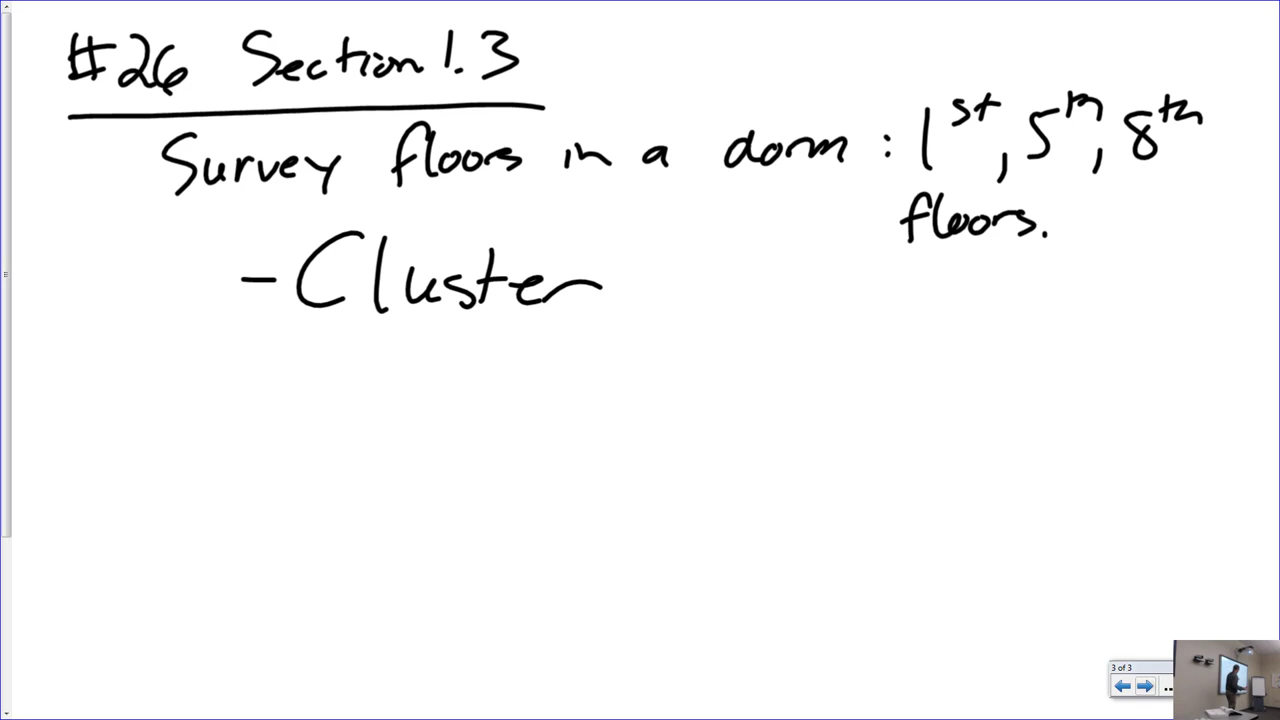 #26 Section 1.3
Survey floors in a dorm : 1st, 5th, 8th
floors.
- Cluster
3 of 3